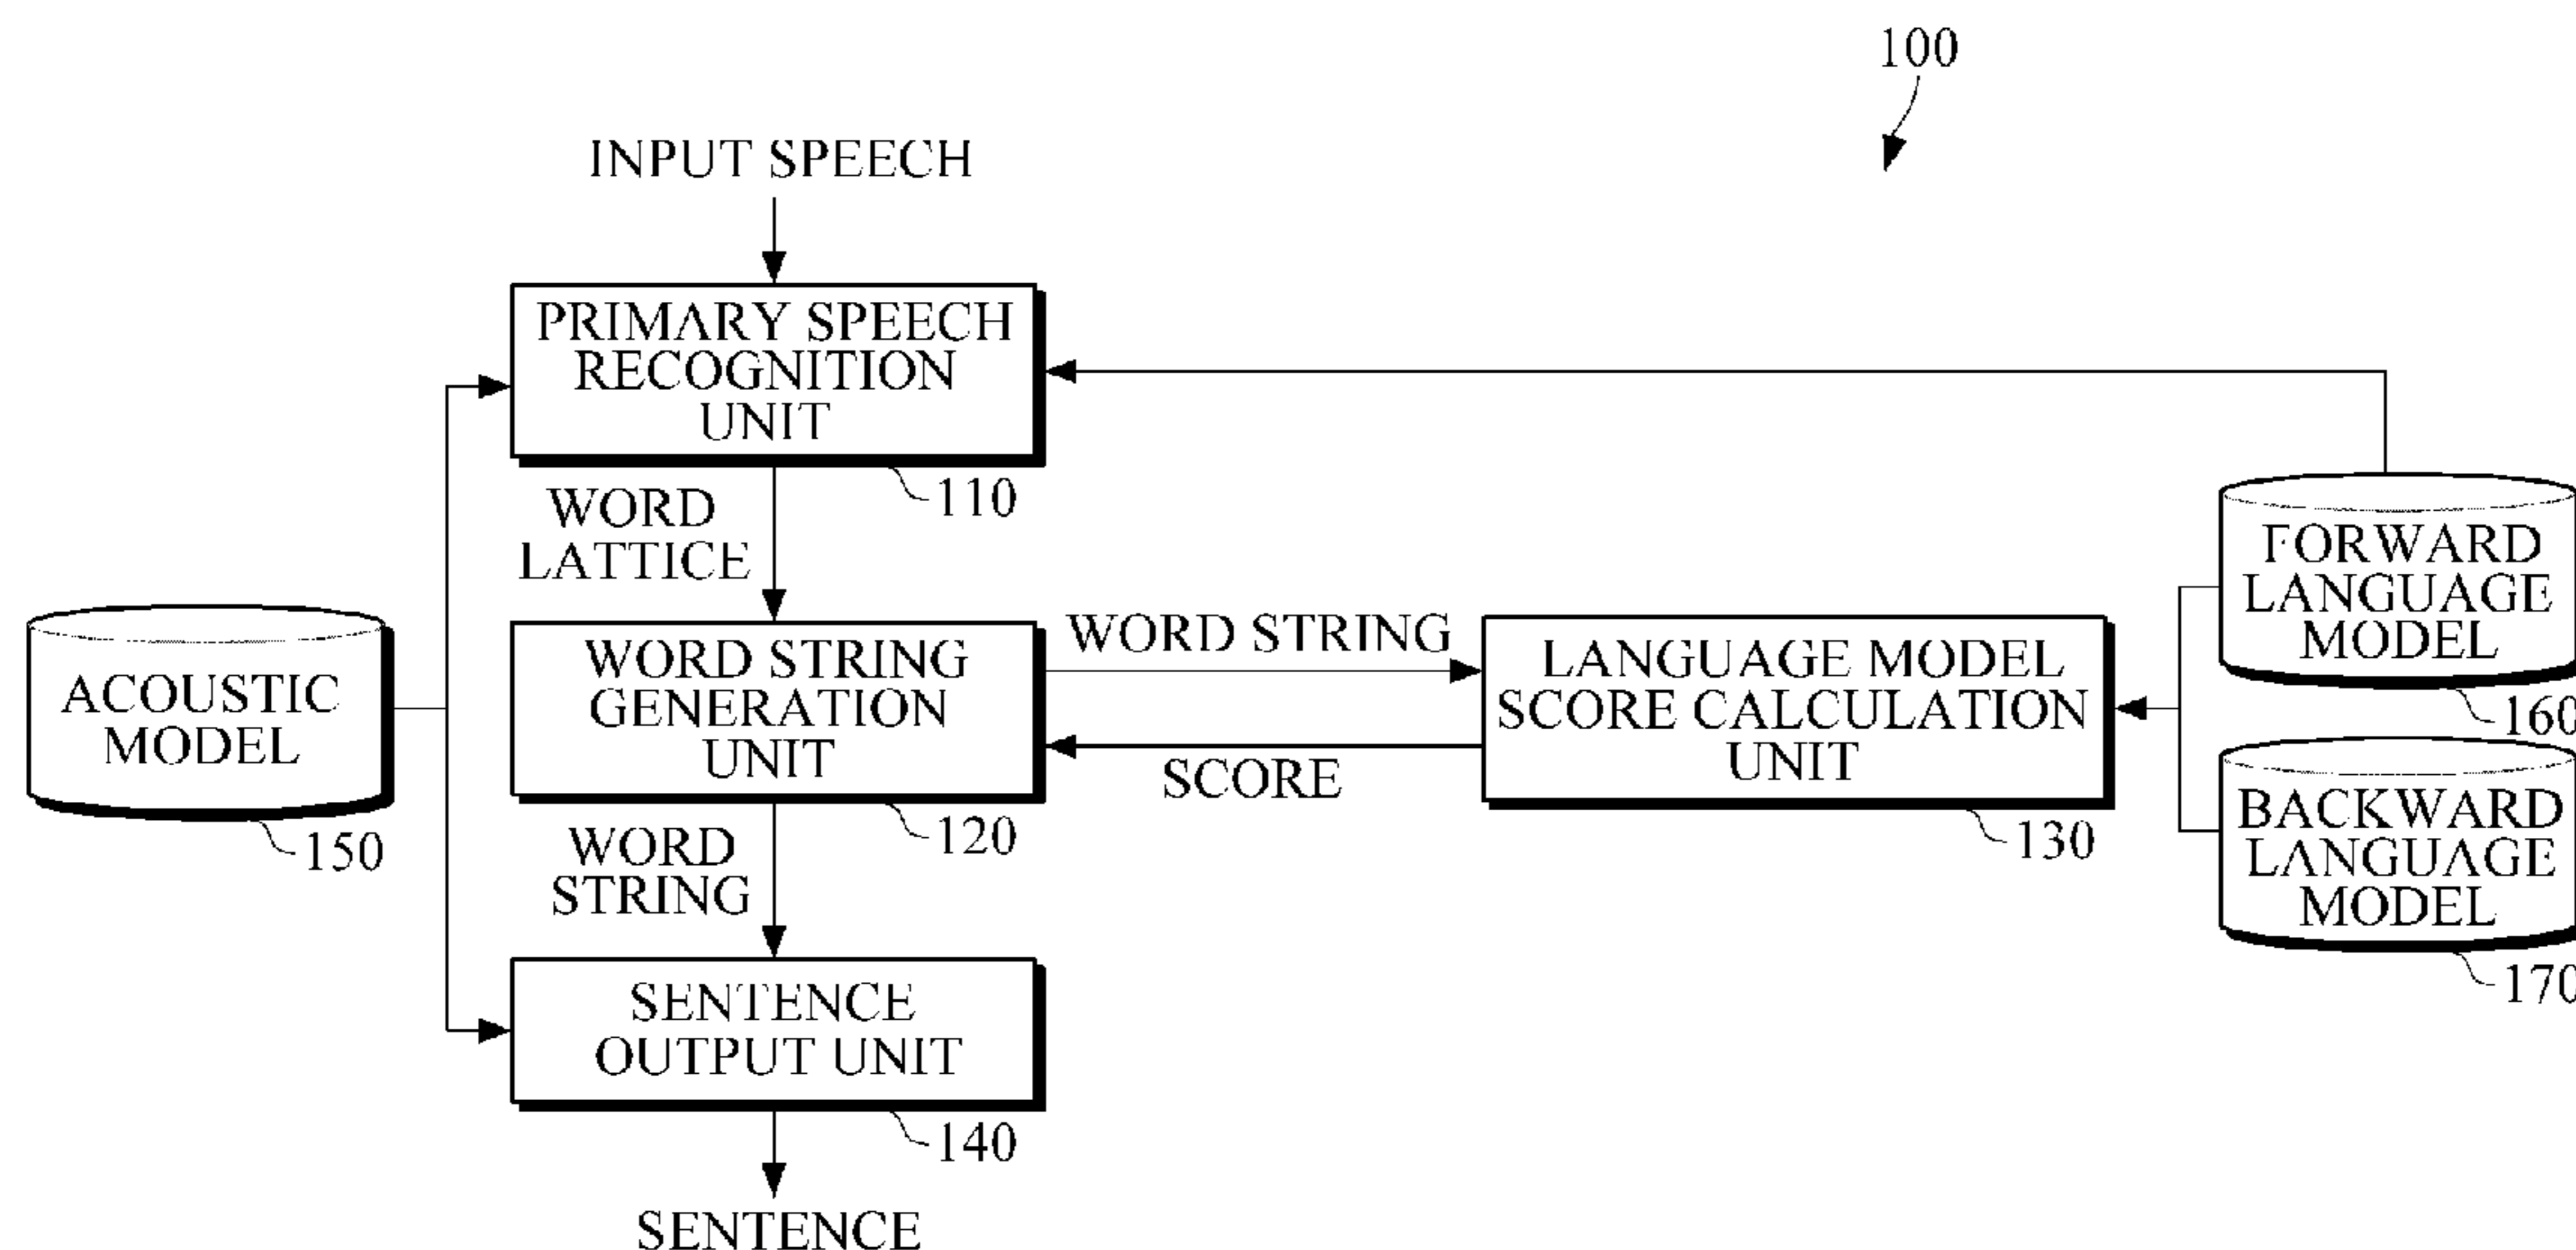 100
INPUT SPEECH
PRIMARY SPEECH
RECOGNITION
UNIT
110
WORD
LATTICE
FORWARD
LANGUAGE
MODEL
160
ACOUSTIC
MODEL
150
WORD STRING
GENERATION
UNIT
120
WORD STRING
SCORE
LANGUAGE MODEL
SCORE CALCULATION
UNIT
130
BACKWARD
LANGUAGE
MODEL
170
WORD
STRING
SENTENCE
OUTPUT UNIT
140
SENTENCE